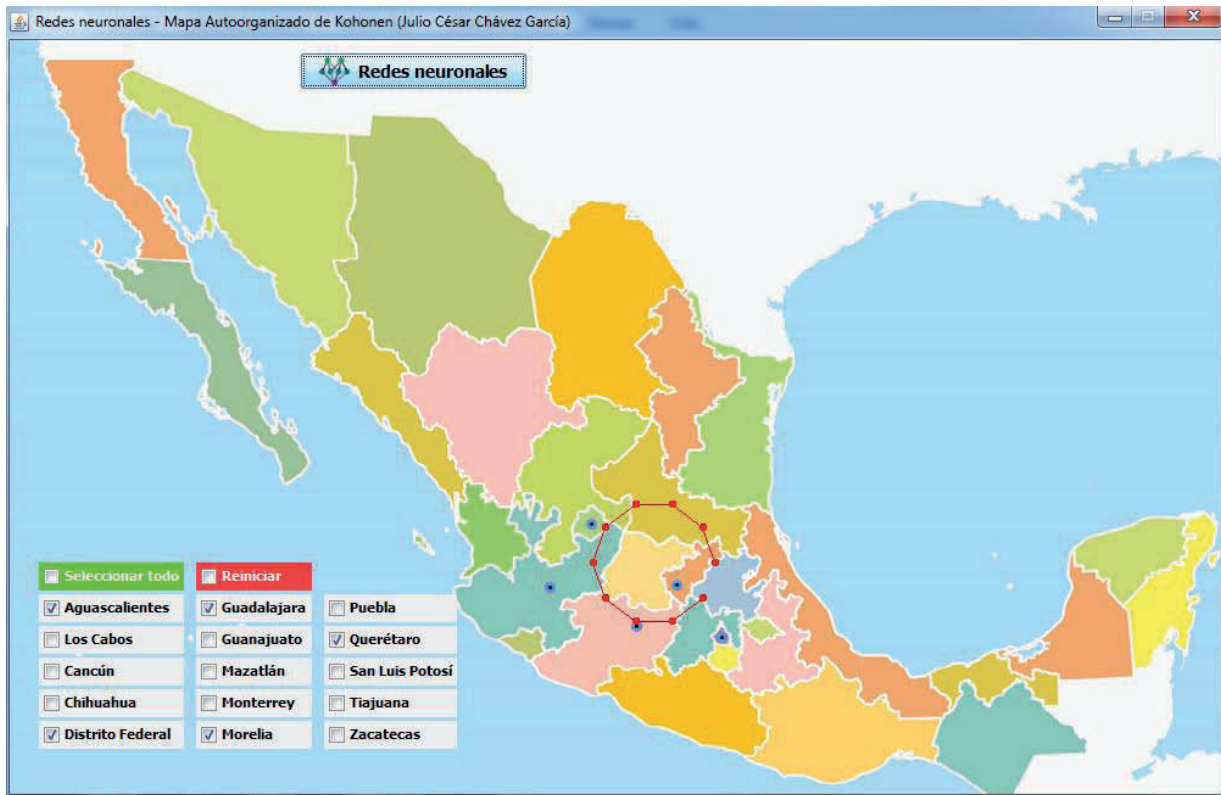 Redes neuronales - Mapa Autoorganizado de Kohonen (Julio César Chávez García)
Redes neuronales
Seleccionar todo Reiniciar
Aguascalientes Guadalajara Puebla
Los Cabos Guanajuato Querétaro
Cancún Mazatlán San Luis Potosí
Chihuahua Monterrey Tiajuana
Distrito Federal Morelia Zacatecas